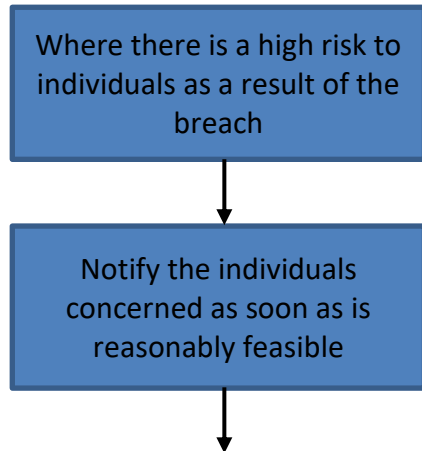 Where there is a high risk to
individuals as a result of the
breach
Notify the individuals
concerned as soon as is
reasonably feasible